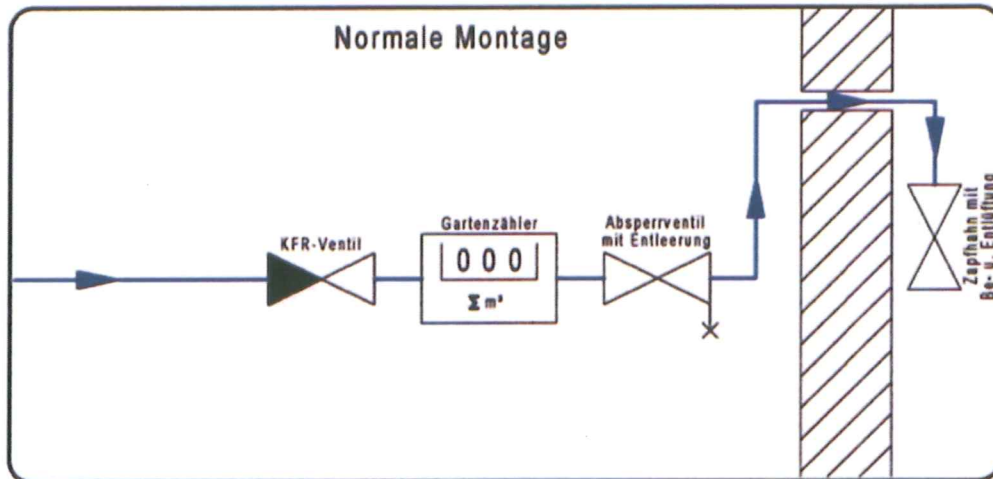 Normale Montage
KFR-Ventil
Gartenzähler
0 0 0
Σ m³
Absperrventil
mit Entleerung
Zapfhahn mit
Be- u. Entlüftung